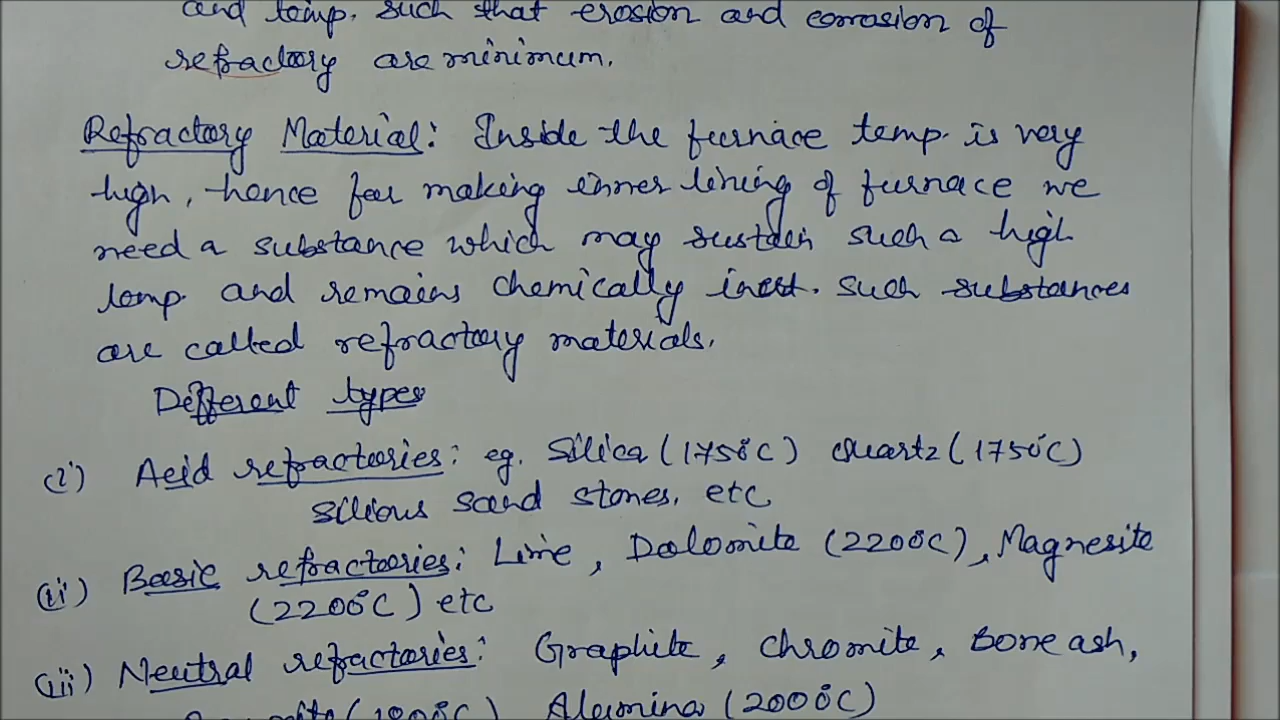 and temp. such that erosion and corrosion of
refractory are minimum.
Refractory Material: Inside the furnace temp. is very
high, hence for making inner lining of furnace we
need a substance which may sustain such a high
temp. and remains chemically inert. such substances
are called refractory materials.
Different types
(i) Acid refractories: eg. Silica (1750°C) Quartz (1750°C)
silious sand stones, etc
(ii) Basic refractories: Lime, Dolomite (2200°C), Magnesite
(2200°C) etc
(iii) Neutral refractories: Graphite, Chromite, Bone ash,
Alumina (2000°C)